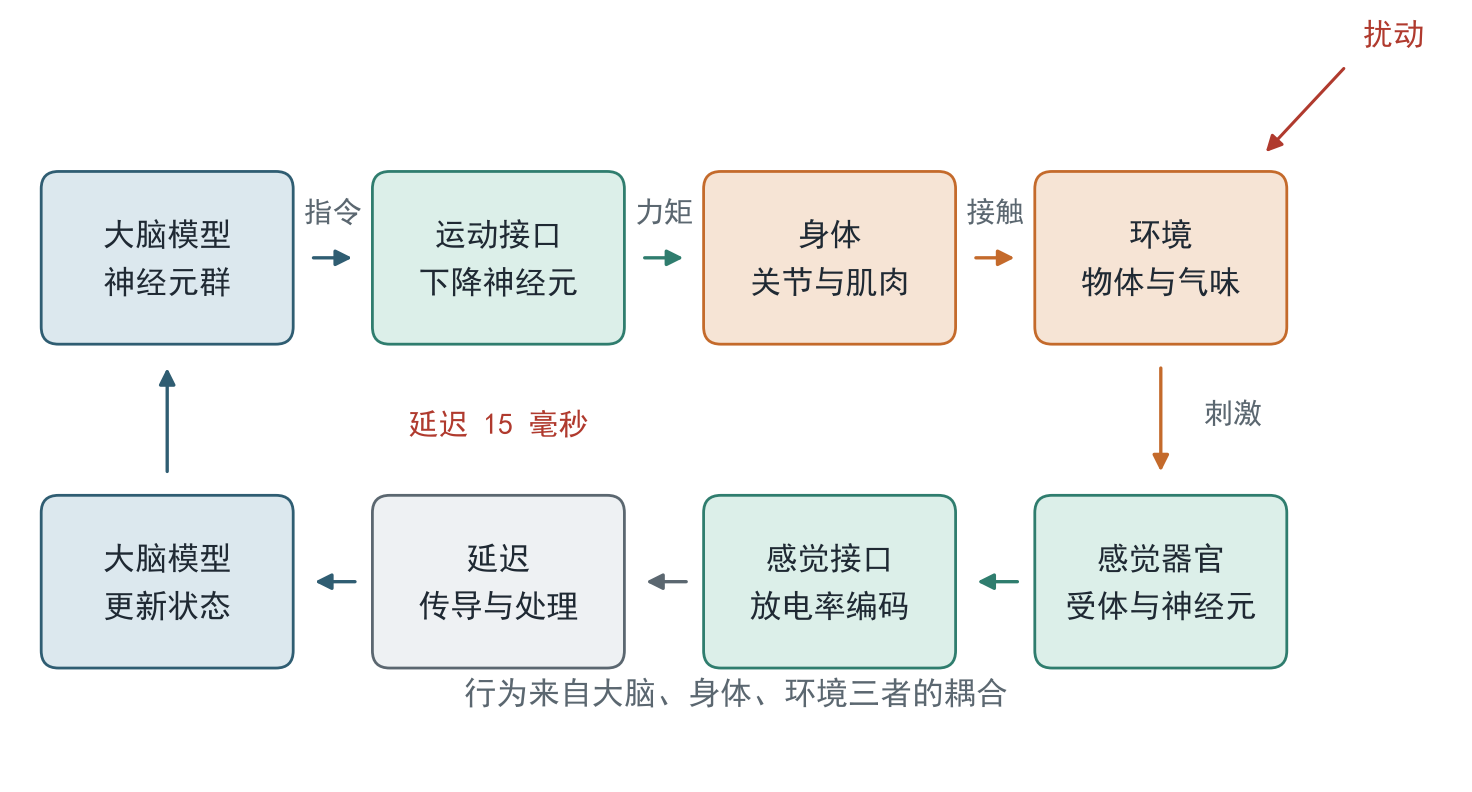 扰动
大脑模型
神经元群
指令
运动接口
下降神经元
力矩
身体
关节与肌肉
接触
环境
物体与气味
延迟 15 毫秒
刺激
大脑模型
更新状态
延迟
传导与处理
感觉接口
放电率编码
感觉器官
受体与神经元
行为来自大脑、身体、环境三者的耦合